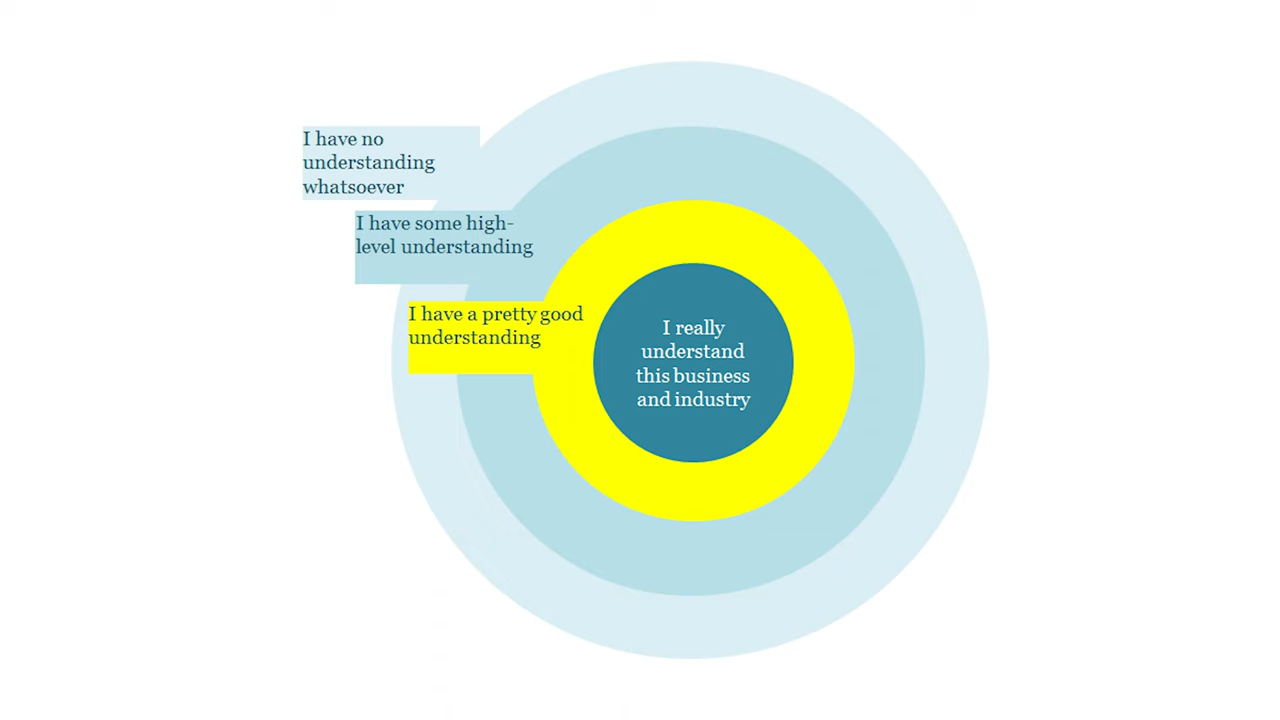 I have no
understanding
whatsoever
I have some high-
level understanding
I have a pretty good
understanding
I really
understand
this business
and industry